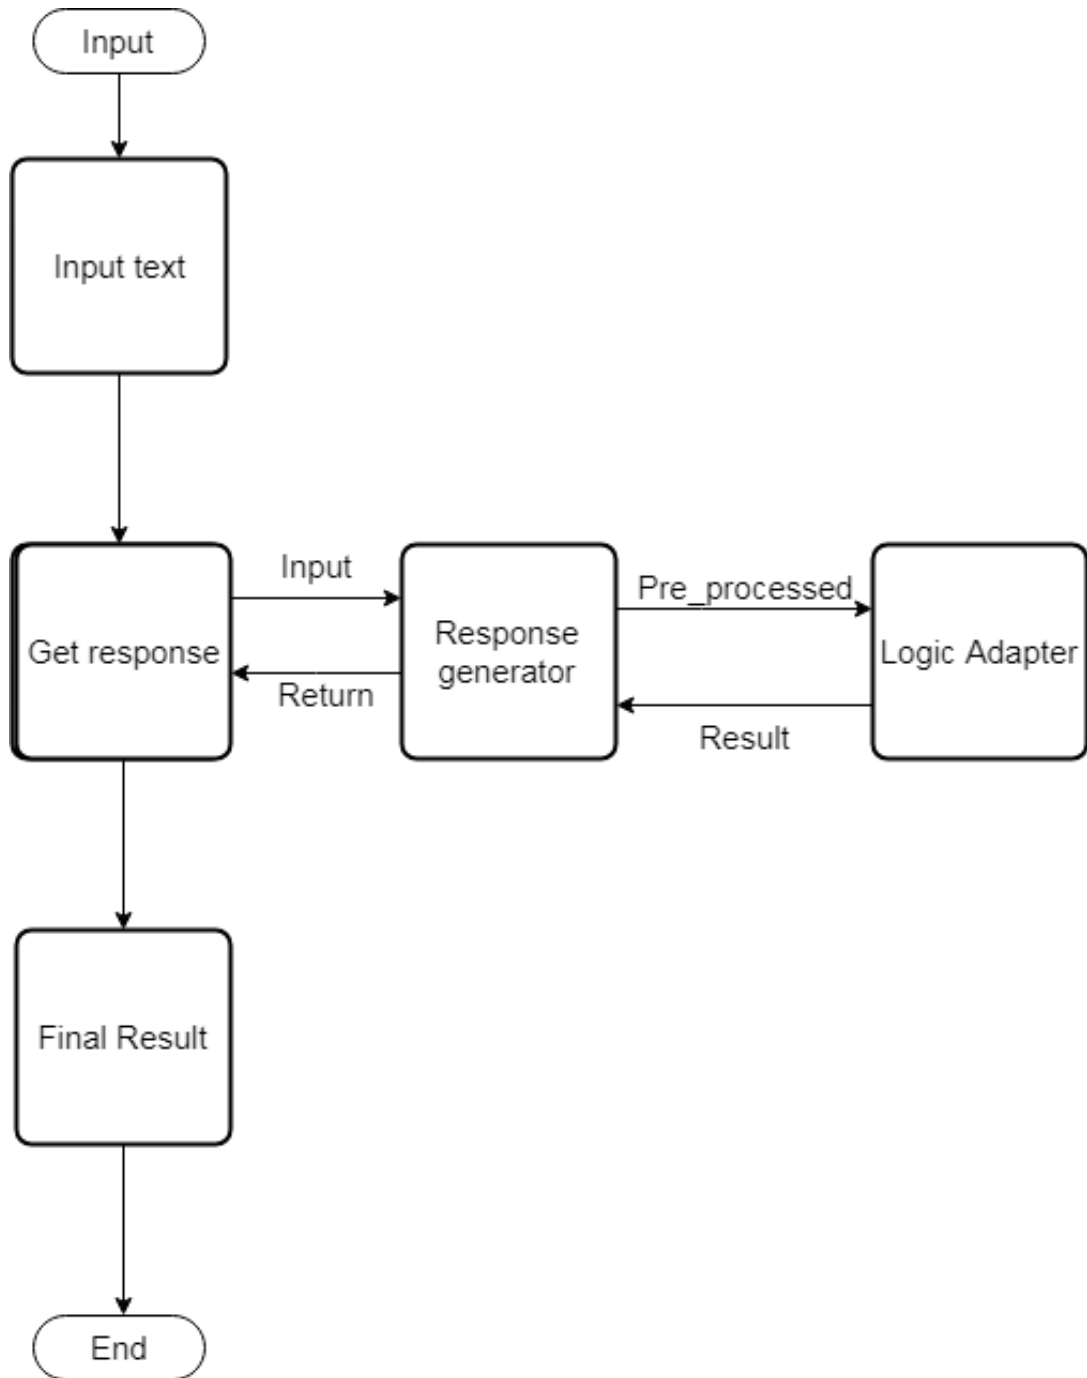 Input
Input text
Get response
Input
Return
Response
generator
Pre_processed
Result
Logic Adapter
Final Result
End